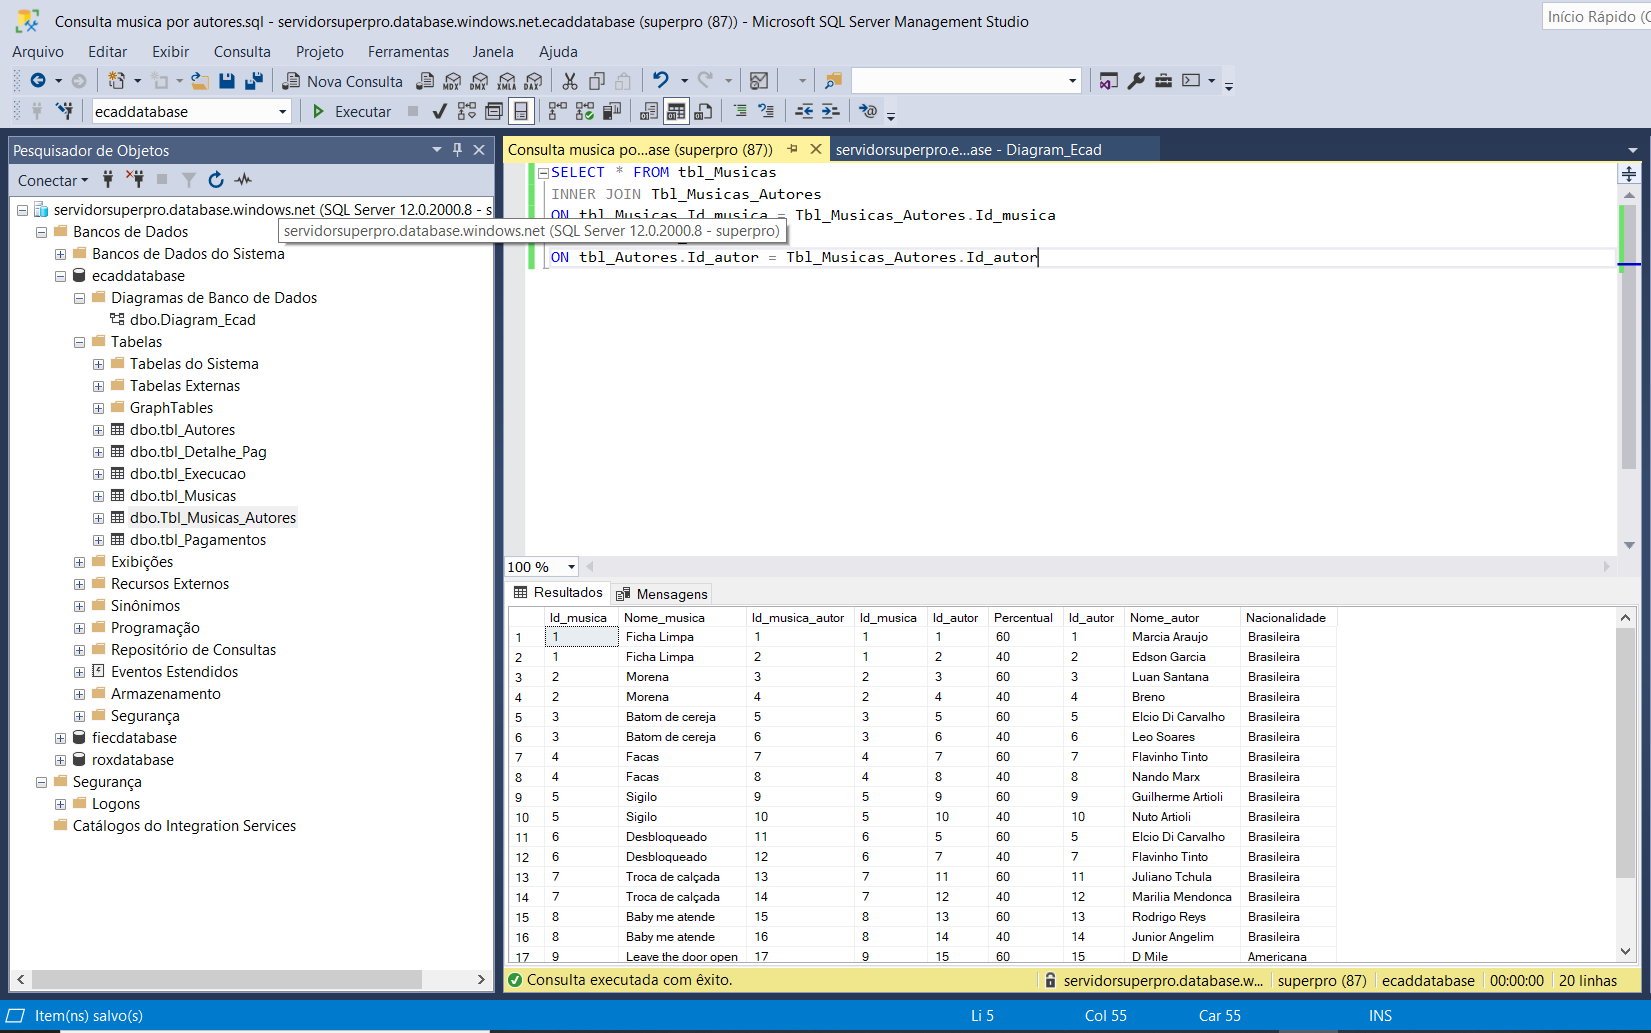 Consulta musica por autores.sql - servidorsuperpro.database.windows.net.ecaddatabase (superpro (87)) - Microsoft SQL Server Management Studio
Início Rápido (
Arquivo Editar Exibir Consulta Projeto Ferramentas Janela Ajuda
Nova Consulta MDX DMX XMLA DAX
ecaddatabase Executar
Pesquisador de Objetos
Conectar
servidorsuperpro.database.windows.net (SQL Server 12.0.2000.8 - s
Bancos de Dados
Bancos de Dados do Sistema
ecaddatabase
Diagramas de Banco de Dados
dbo.Diagram_Ecad
Tabelas
Tabelas do Sistema
Tabelas Externas
GraphTables
dbo.tbl_Autores
dbo.tbl_Detalhe_Pag
dbo.tbl_Execucao
dbo.tbl_Musicas
dbo.Tbl_Musicas_Autores
dbo.tbl_Pagamentos
Exibições
Recursos Externos
Sinônimos
Programação
Repositório de Consultas
Eventos Estendidos
Armazenamento
Segurança
fiecdatabase
roxdatabase
Segurança
Logons
Catálogos do Integration Services
servidorsuperpro.database.windows.net (SQL Server 12.0.2000.8 - superpro)
Consulta musica po...ase (superpro (87)) servidorsuperpro.e...ase - Diagram_Ecad
SELECT * FROM tbl_Musicas
INNER JOIN Tbl_Musicas_Autores
ON tbl_Musicas.Id_musica = Tbl_Musicas_Autores.Id_musica
ON tbl_Autores.Id_autor = Tbl_Musicas_Autores.Id_autor
100 %
Resultados Mensagens
Id_musica Nome_musica Id_musica_autor Id_musica Id_autor Percentual Id_autor Nome_autor Nacionalidade
1 1 Ficha Limpa 1 1 1 60 1 Marcia Araujo Brasileira
2 1 Ficha Limpa 2 1 2 40 2 Edson Garcia Brasileira
3 2 Morena 3 2 3 60 3 Luan Santana Brasileira
4 2 Morena 4 2 4 40 4 Breno Brasileira
5 3 Batom de cereja 5 3 5 60 5 Elcio Di Carvalho Brasileira
6 3 Batom de cereja 6 3 6 40 6 Leo Soares Brasileira
7 4 Facas 7 4 7 60 7 Flavinho Tinto Brasileira
8 4 Facas 8 4 8 40 8 Nando Marx Brasileira
9 5 Sigilo 9 5 9 60 9 Guilherme Artioli Brasileira
10 5 Sigilo 10 5 10 40 10 Nuto Artioli Brasileira
11 6 Desbloqueado 11 6 5 60 5 Elcio Di Carvalho Brasileira
12 6 Desbloqueado 12 6 7 40 7 Flavinho Tinto Brasileira
13 7 Troca de calçada 13 7 11 60 11 Juliano Tchula Brasileira
14 7 Troca de calçada 14 7 12 40 12 Marilia Mendonca Brasileira
15 8 Baby me atende 15 8 13 60 13 Rodrigo Reys Brasileira
16 8 Baby me atende 16 8 14 40 14 Junior Angelim Brasileira
17 9 Leave the door open 17 9 15 60 15 D Mile Americana
Consulta executada com êxito. servidorsuperpro.database.w... superpro (87) ecaddatabase 00:00:00 20 linhas
Item(ns) salvo(s) Li 5 Col 55 Car 55 INS